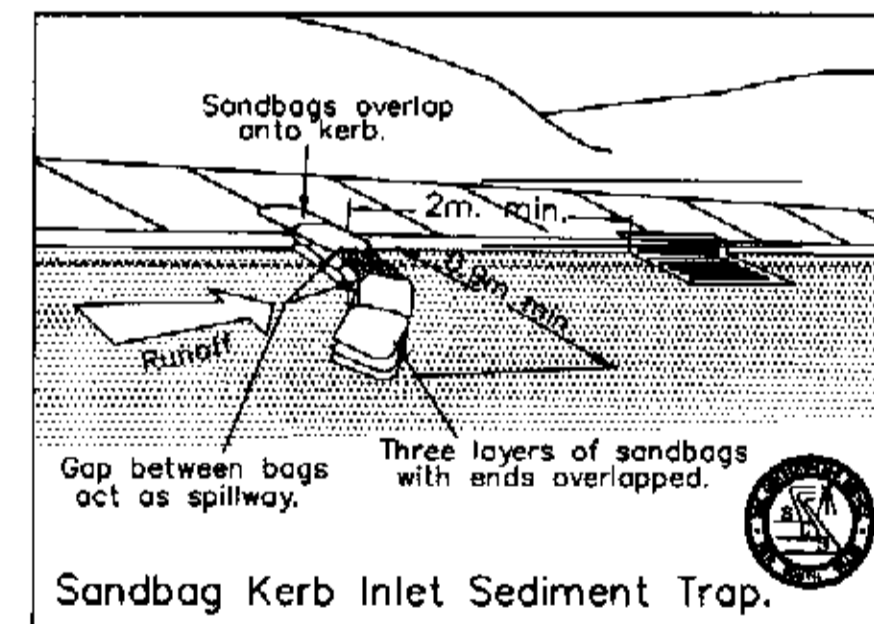 Sandbags overlap
onto kerb.
2m. min.
0.9m min
Runoff
Gap between bags
act as spillway.
Three layers of sandbags
with ends overlapped.
Sandbag Kerb Inlet Sediment Trap.